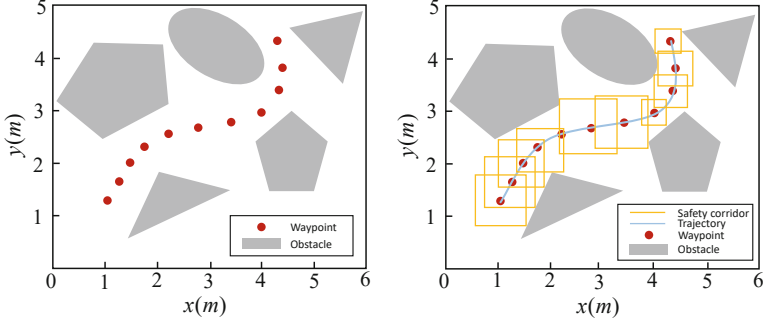 5
4
3
2
1
y(m)
Waypoint
Obstacle
0 1 2 3 4 5 6
x(m)
5
4
3
2
1
y(m)
Safety corridor
Trajectory
Waypoint
Obstacle
0 1 2 3 4 5 6
x(m)